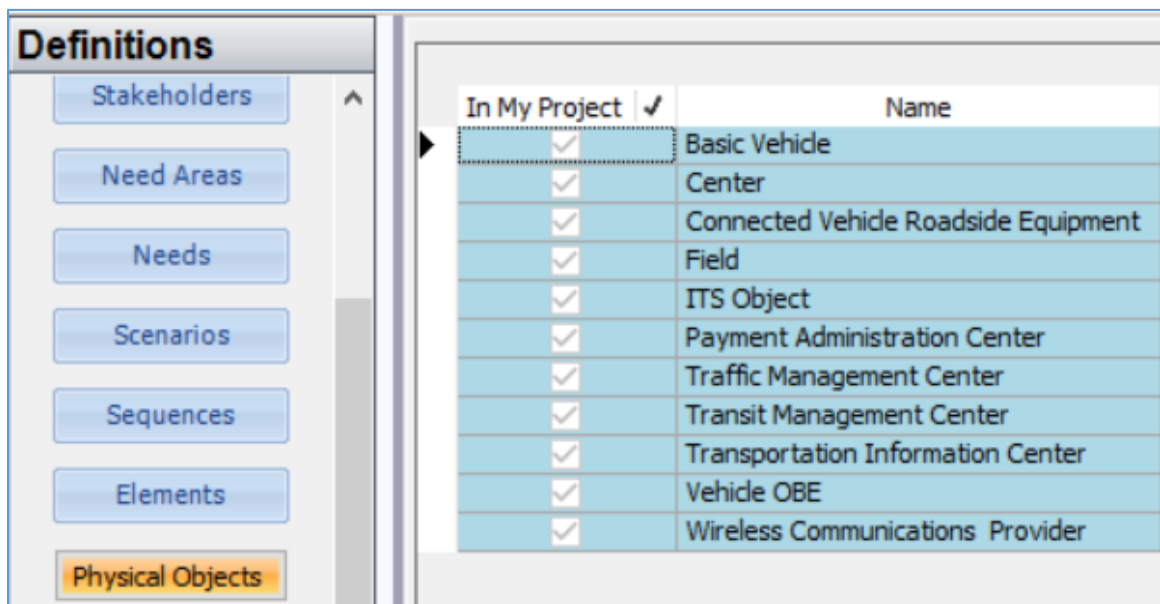 Definitions
Stakeholders
Need Areas
Needs
Scenarios
Sequences
Elements
Physical Objects
In My Project ✓ Name
Basic Vehicle
Center
Connected Vehicle Roadside Equipment
Field
ITS Object
Payment Administration Center
Traffic Management Center
Transit Management Center
Transportation Information Center
Vehicle OBE
Wireless Communications Provider